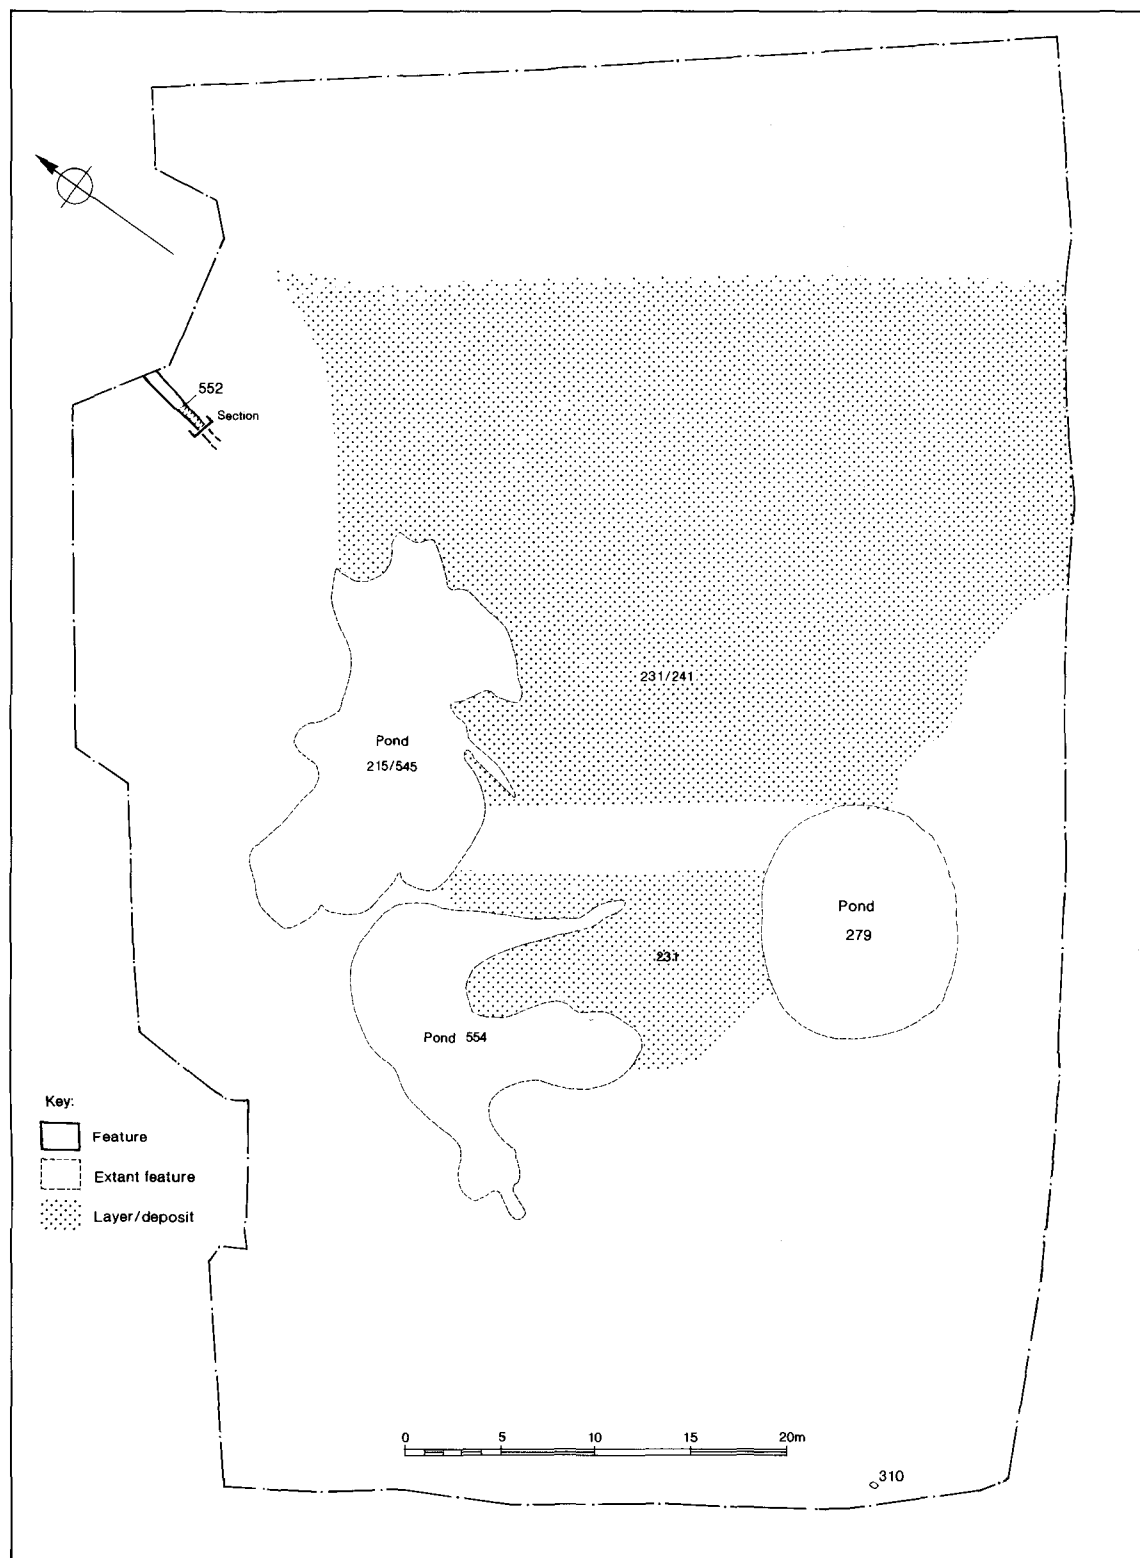 552
Section
231/241
Pond
215/545
Pond
279
231
Pond 554
Key:
Feature
Extant feature
Layer/deposit
0 5 10 15 20m
310